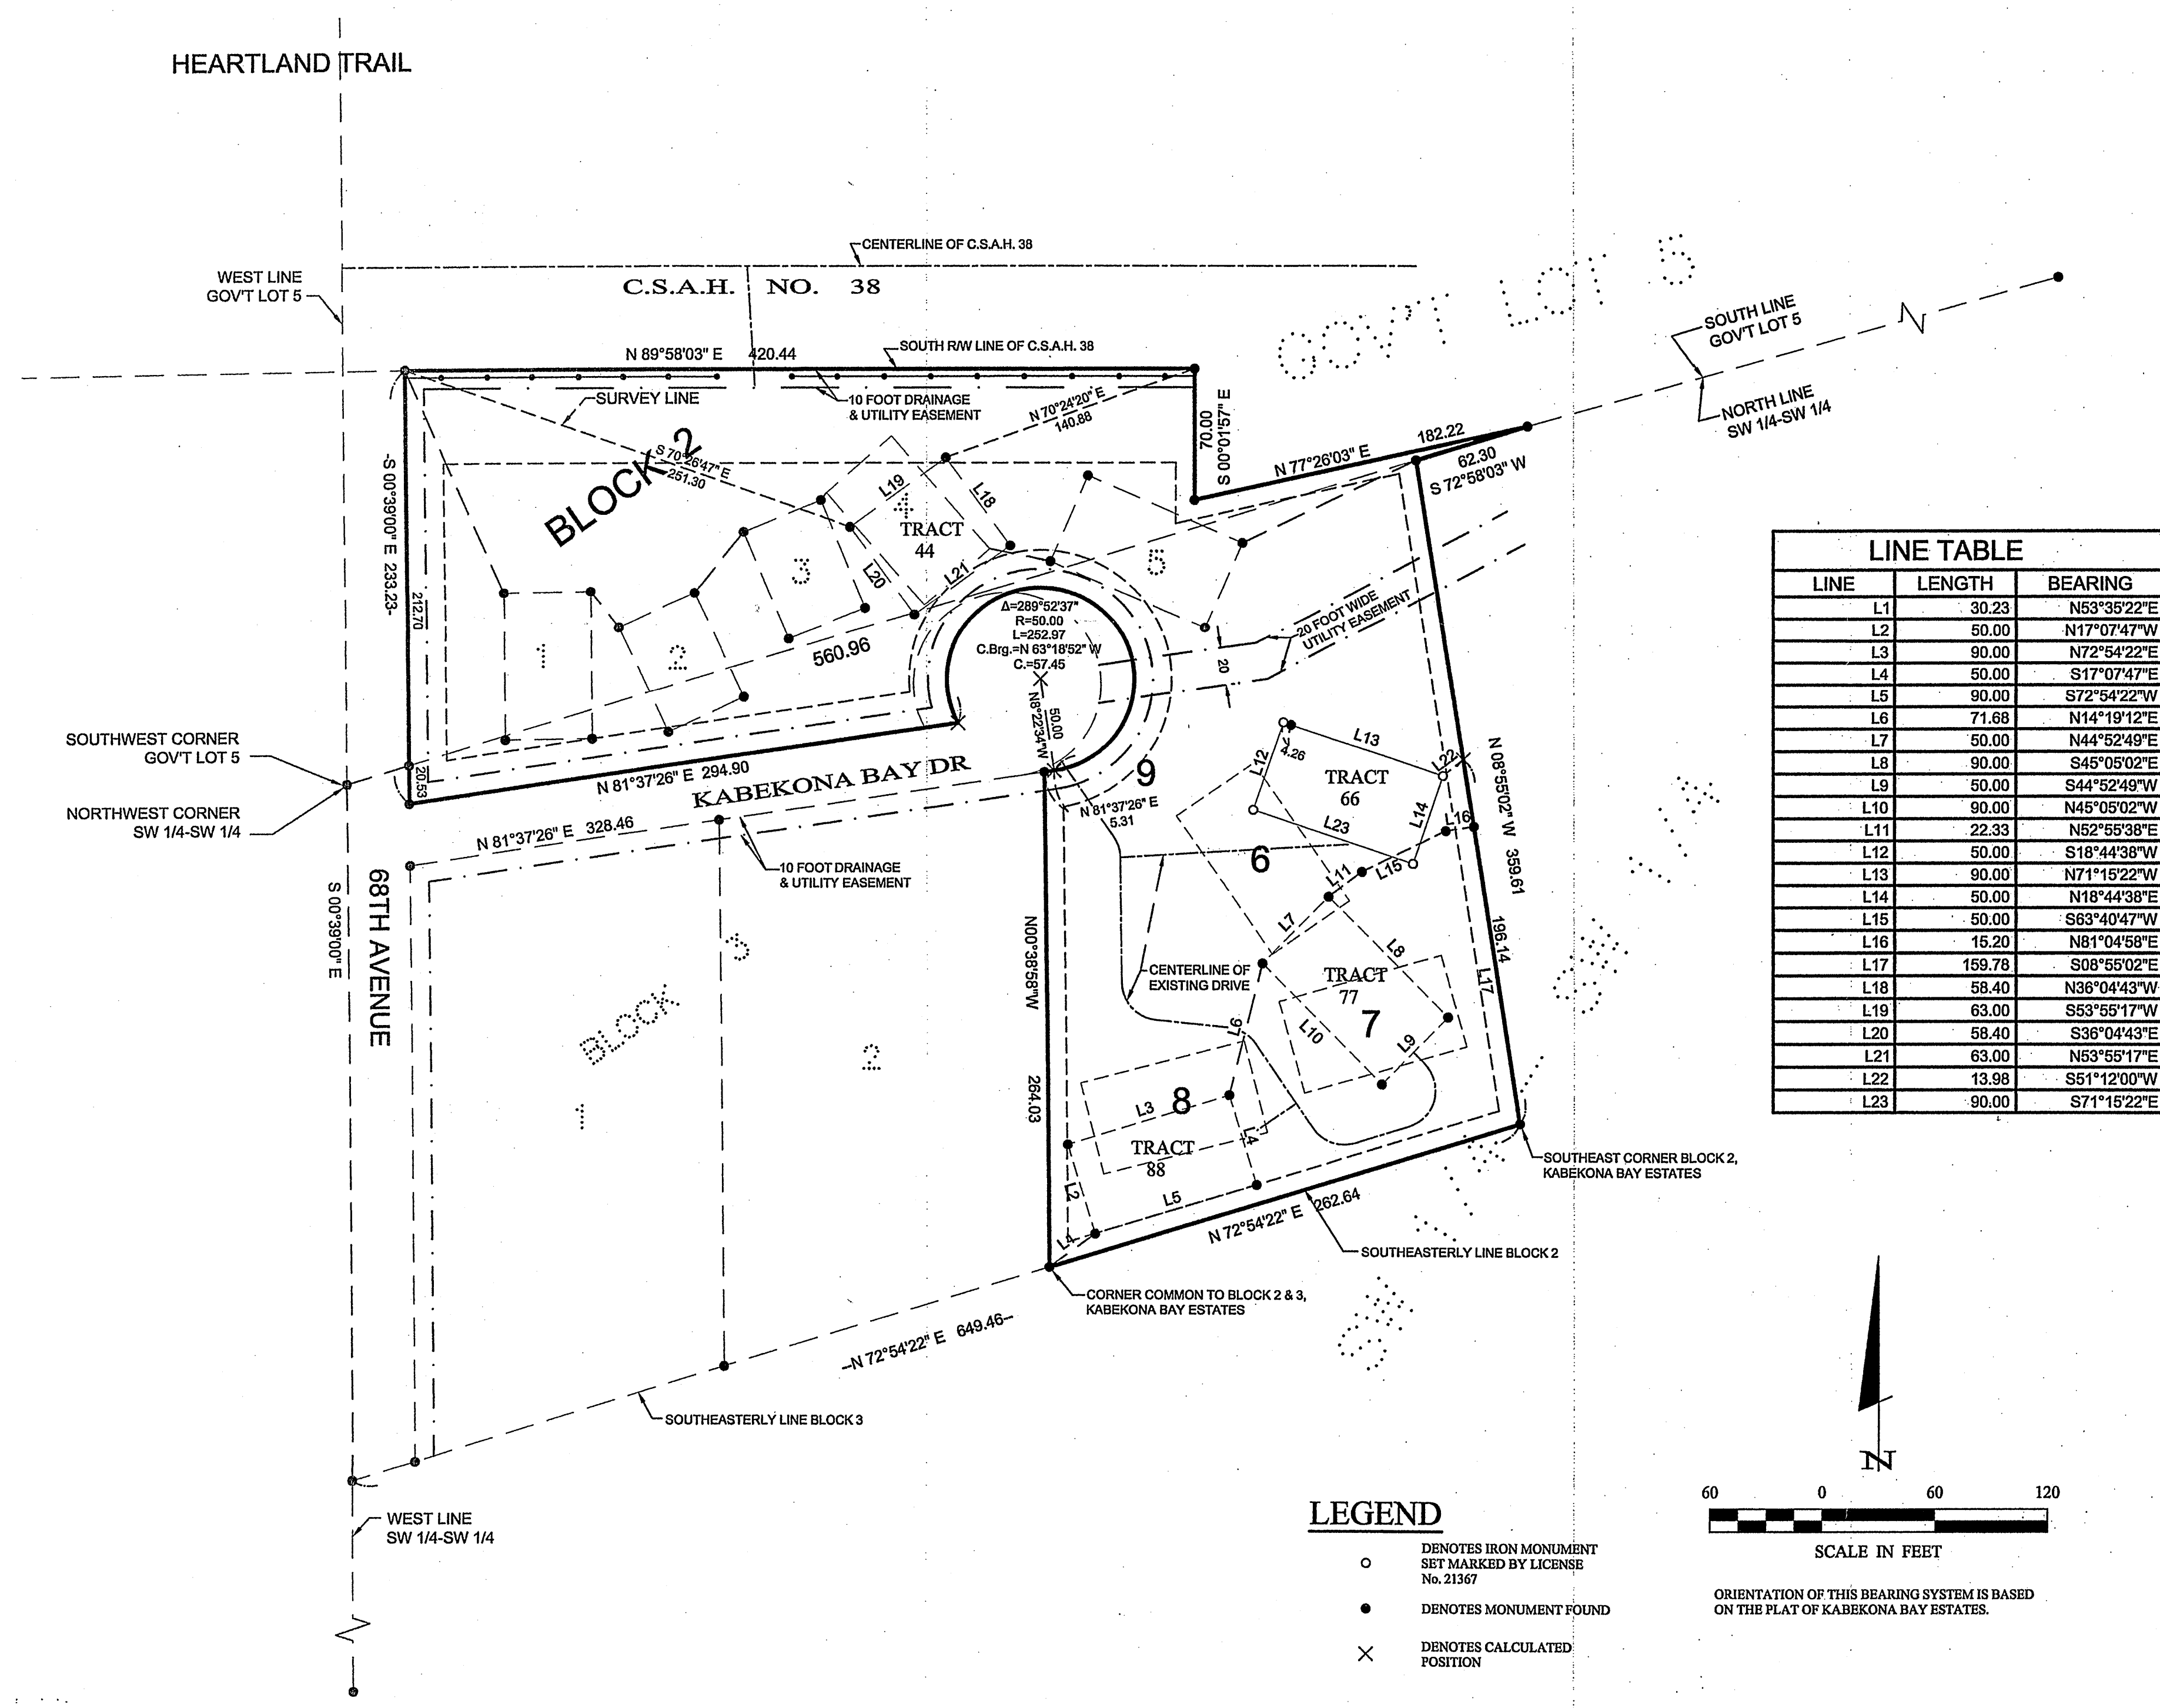 HEARTLAND TRAIL
CENTERLINE OF C.S.A.H. 38
WEST LINE
GOV'T LOT 5
C.S.A.H. NO. 38
GOV'T LOT 5
SOUTH LINE
GOV'T LOT 5
NORTH LINE
SW 1/4-SW 1/4
N 89°58'03" E 420.44
SOUTH R/W LINE OF C.S.A.H. 38
SURVEY LINE
10 FOOT DRAINAGE
& UTILITY EASEMENT
N 70°24'20" E
140.88
70.00
S 00°01'57" E
N 77°26'03" E
182.22
62.30
S 72°58'03" W
BLOCK 2
S 70°26'47" E
251.30
-S 00°39'00" E 233.23-
212.70
20.53
L19
4
L18
TRACT
44
L20
L21
1
2
3
5
560.96
Δ=289°52'37"
R=50.00
L=252.97
C.Brg.=N 63°18'52" W
C.=57.45
50.00
N8°22'34"W
20 FOOT WIDE
UTILITY EASEMENT
20
SOUTHWEST CORNER
GOV'T LOT 5
NORTHWEST CORNER
SW 1/4-SW 1/4
N 81°37'26" E 294.90
KABEKONA BAY DR
N 81°37'26" E 328.46
10 FOOT DRAINAGE
& UTILITY EASEMENT
N 81°37'26" E
5.31
9
L12
4.26
L13
TRACT
66
L22
L14
L23
L16
L15
L11
6
L7
L8
N 08°55'02" W 359.61
196.14
L17
S 00°39'00" E
68TH AVENUE
BLOCK
3
1
2
N00°38'58"W
264.03
CENTERLINE OF
EXISTING DRIVE
TRACT
77
7
L10
L9
L6
8
L3
TRACT
88
L4
L2
L5
L1
N 72°54'22" E 262.64
SOUTHEAST CORNER BLOCK 2,
KABEKONA BAY ESTATES
SOUTHEASTERLY LINE BLOCK 2
CORNER COMMON TO BLOCK 2 & 3,
KABEKONA BAY ESTATES
--N 72°54'22" E 649.46--
SOUTHEASTERLY LINE BLOCK 3
WEST LINE
SW 1/4-SW 1/4
SW 1/4 - SW 1/4
LINE TABLE
LINE LENGTH BEARING
L1 30.23 N53°35'22"E
L2 50.00 N17°07'47"W
L3 90.00 N72°54'22"E
L4 50.00 S17°07'47"E
L5 90.00 S72°54'22"W
L6 71.68 N14°19'12"E
L7 50.00 N44°52'49"E
L8 90.00 S45°05'02"E
L9 50.00 S44°52'49"W
L10 90.00 N45°05'02"W
L11 22.33 N52°55'38"E
L12 50.00 S18°44'38"W
L13 90.00 N71°15'22"W
L14 50.00 N18°44'38"E
L15 50.00 S63°40'47"W
L16 15.20 N81°04'58"E
L17 159.78 S08°55'02"E
L18 58.40 N36°04'43"W
L19 63.00 S53°55'17"W
L20 58.40 S36°04'43"E
L21 63.00 N53°55'17"E
L22 13.98 S51°12'00"W
L23 90.00 S71°15'22"E
N
60 0 60 120
SCALE IN FEET
ORIENTATION OF THIS BEARING SYSTEM IS BASED
ON THE PLAT OF KABEKONA BAY ESTATES.
LEGEND
DENOTES IRON MONUMENT
SET MARKED BY LICENSE
No. 21367
DENOTES MONUMENT FOUND
DENOTES CALCULATED
POSITION